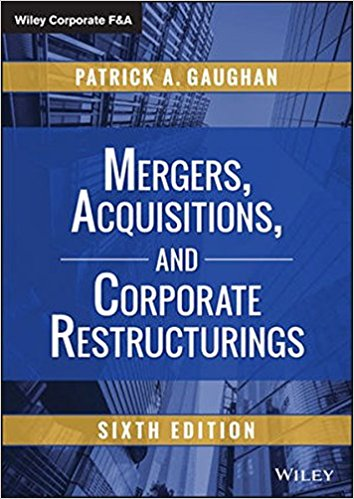 Wiley Corporate F&A
PATRICK A. GAUGHAN
MERGERS,
ACQUISITIONS,
AND
CORPORATE
RESTRUCTURINGS
SIXTH EDITION
WILEY